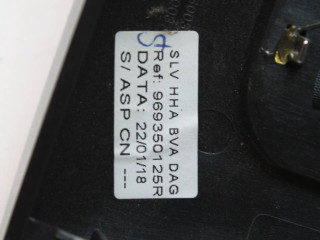 SLV HHA BVA DAG
Ref: 969350125R
DATA: 22/01/18
S/ ASP CN ---